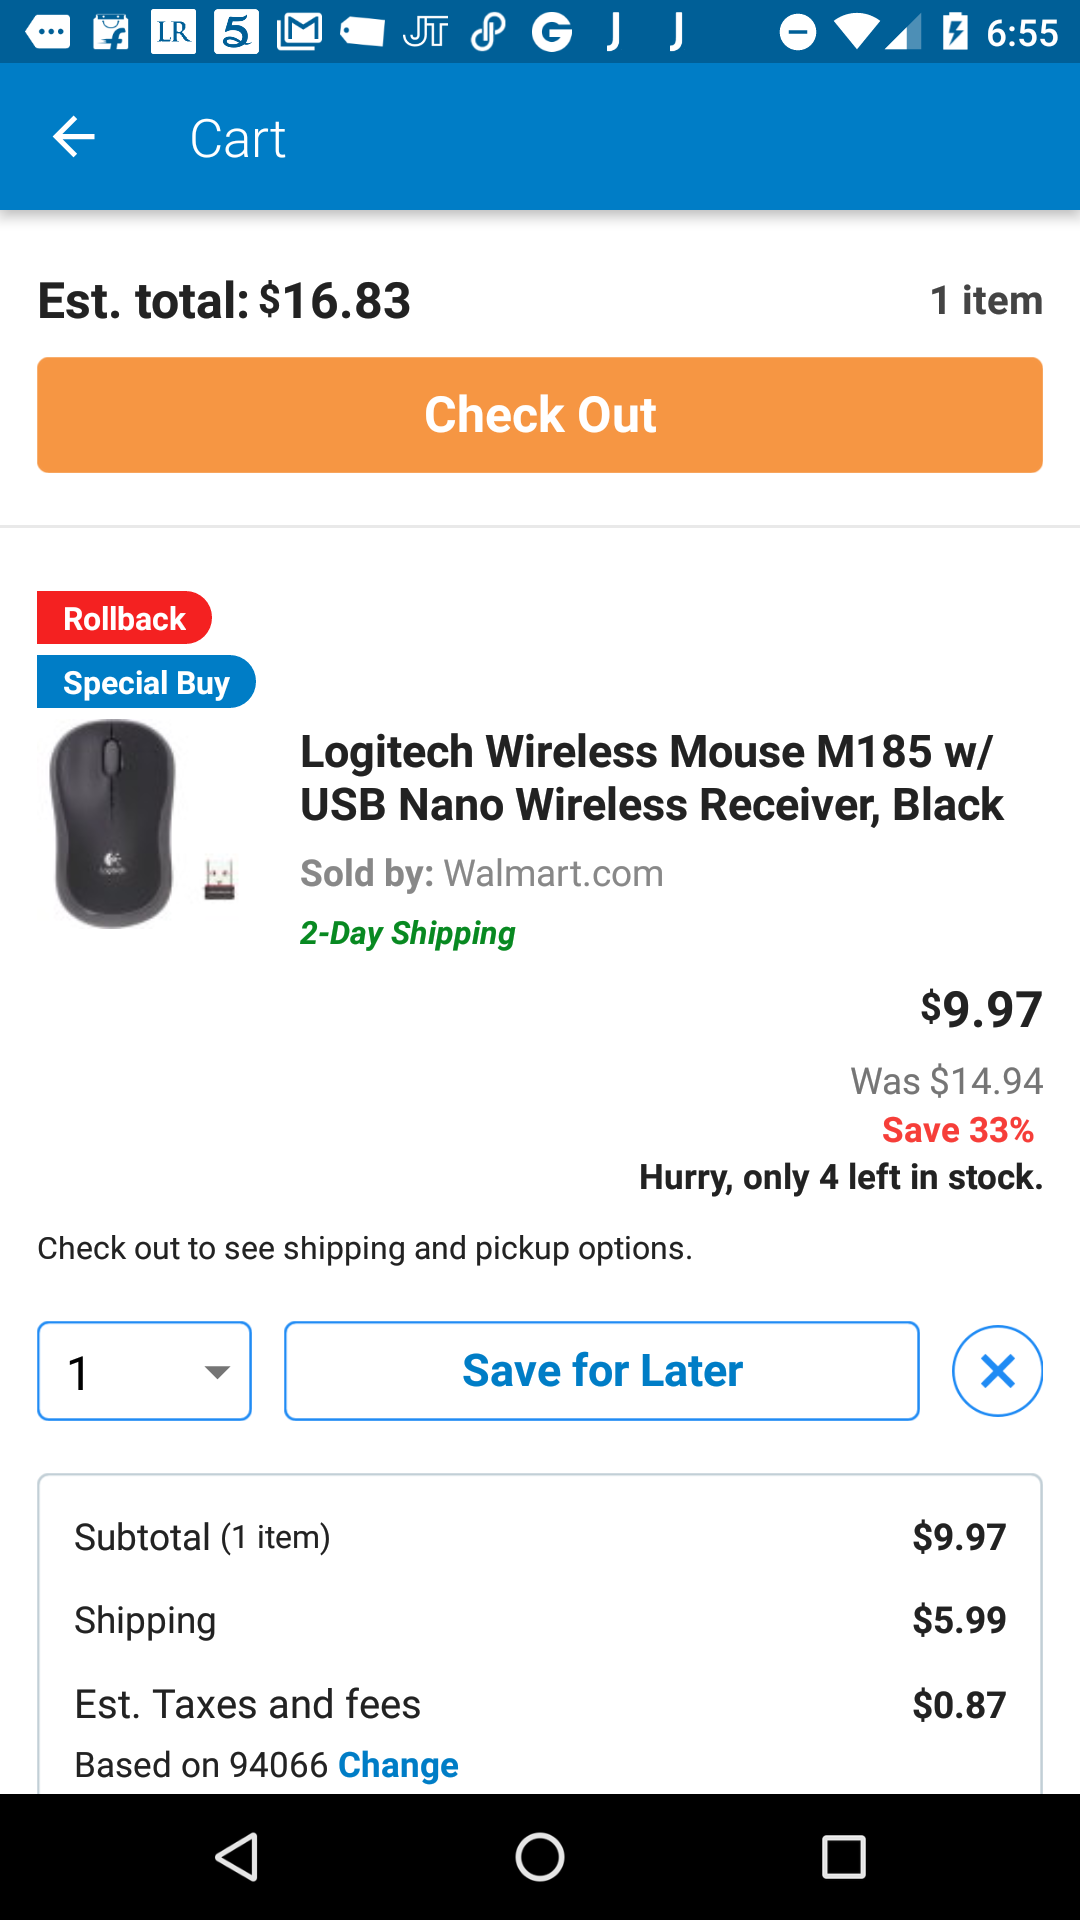 LR 5 JT G J J 6:55
Cart
Est. total: $16.83 1 item
Check Out
Rollback
Special Buy
Logitech Wireless Mouse M185 w/
USB Nano Wireless Receiver, Black
Sold by: Walmart.com
2-Day Shipping
$9.97
Was $14.94
Save 33%
Hurry, only 4 left in stock.
Check out to see shipping and pickup options.
1 Save for Later
Subtotal (1 item) $9.97
Shipping $5.99
Est. Taxes and fees $0.87
Based on 94066 Change